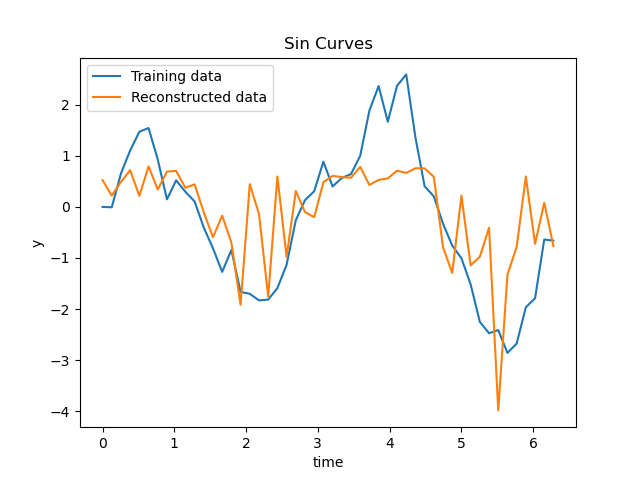 Sin Curves
Training data
Reconstructed data
y
2
1
0
−1
−2
−3
−4
0 1 2 3 4 5 6
time